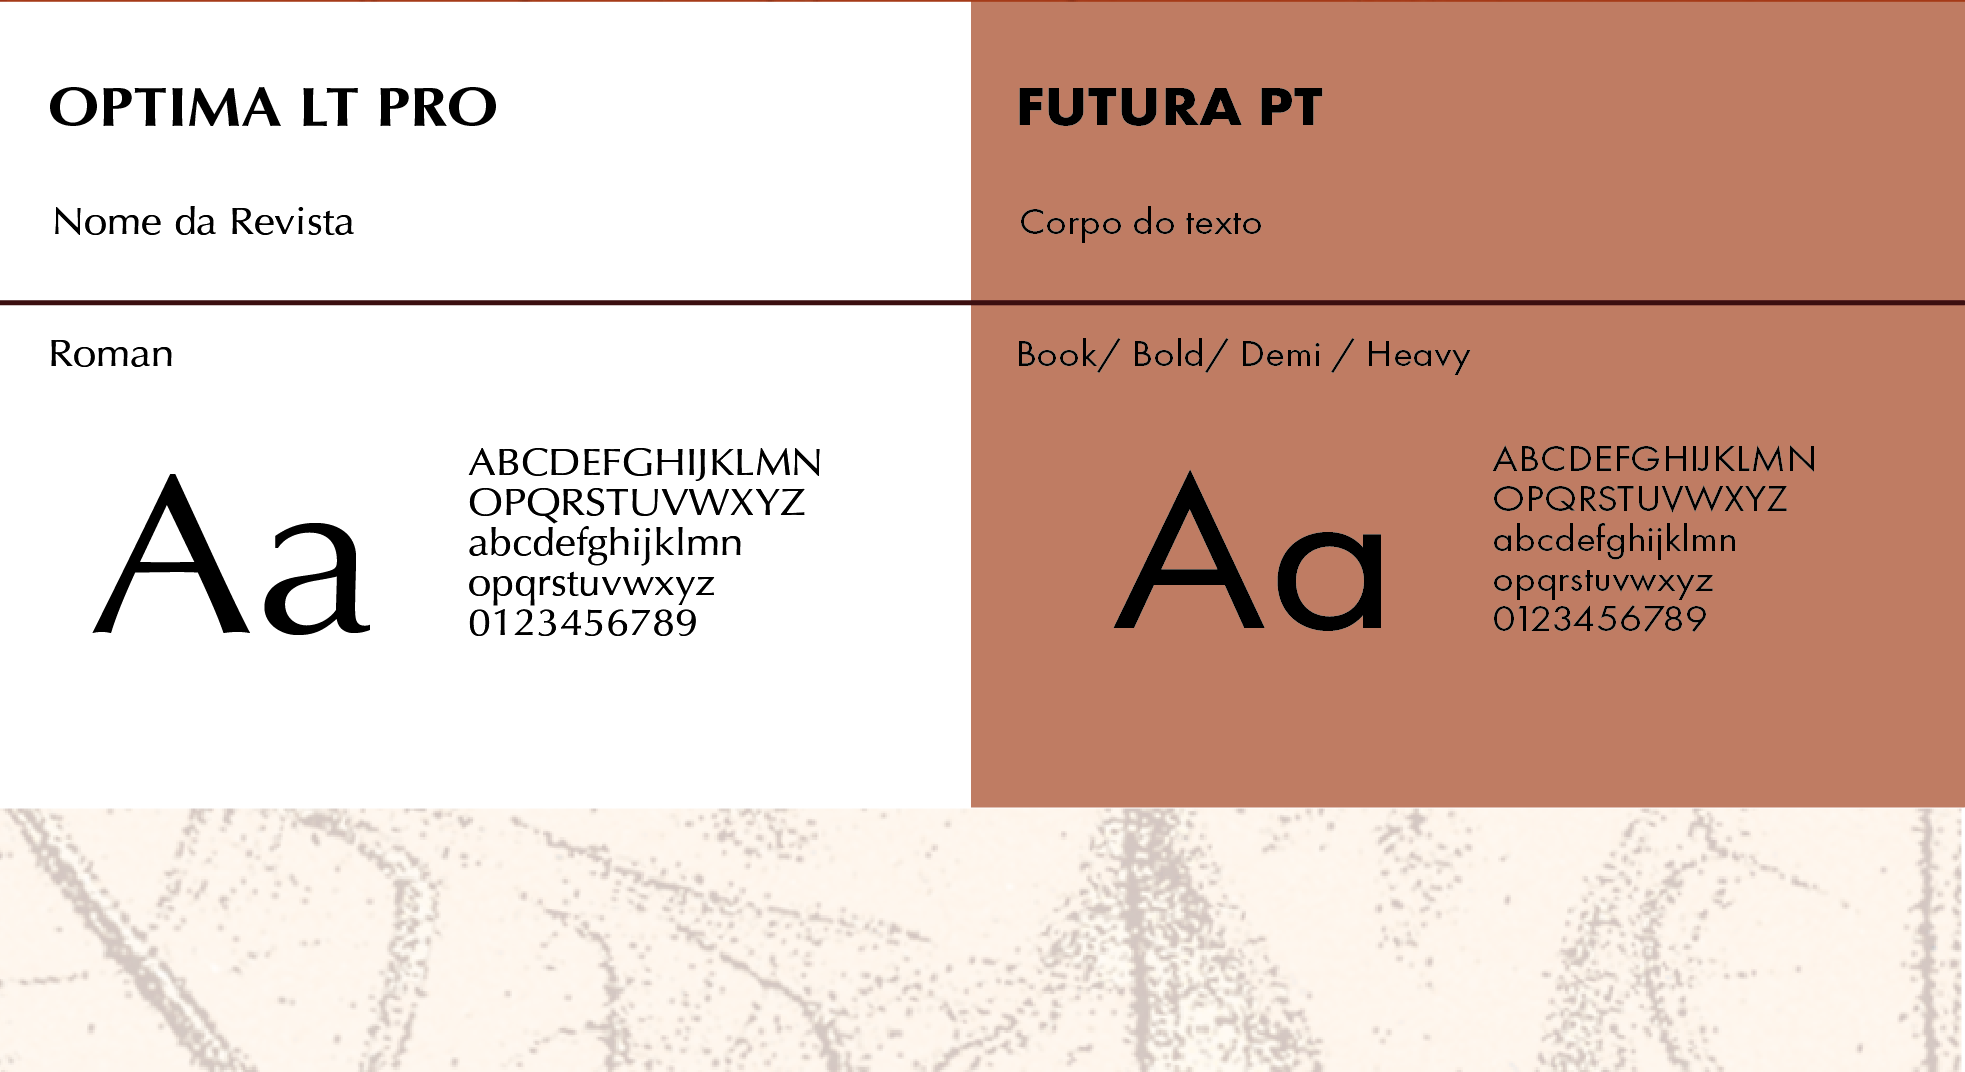 OPTIMA LT PRO
Nome da Revista
Roman
Aa
ABCDEFGHIJKLMN
OPQRSTUVWXYZ
abcdefghijklmn
opqrstuvwxyz
0123456789
FUTURA PT
Corpo do texto
Book/ Bold/ Demi / Heavy
Aa
ABCDEFGHIJKLMN
OPQRSTUVWXYZ
abcdefghijklmn
opqrstuvwxyz
0123456789